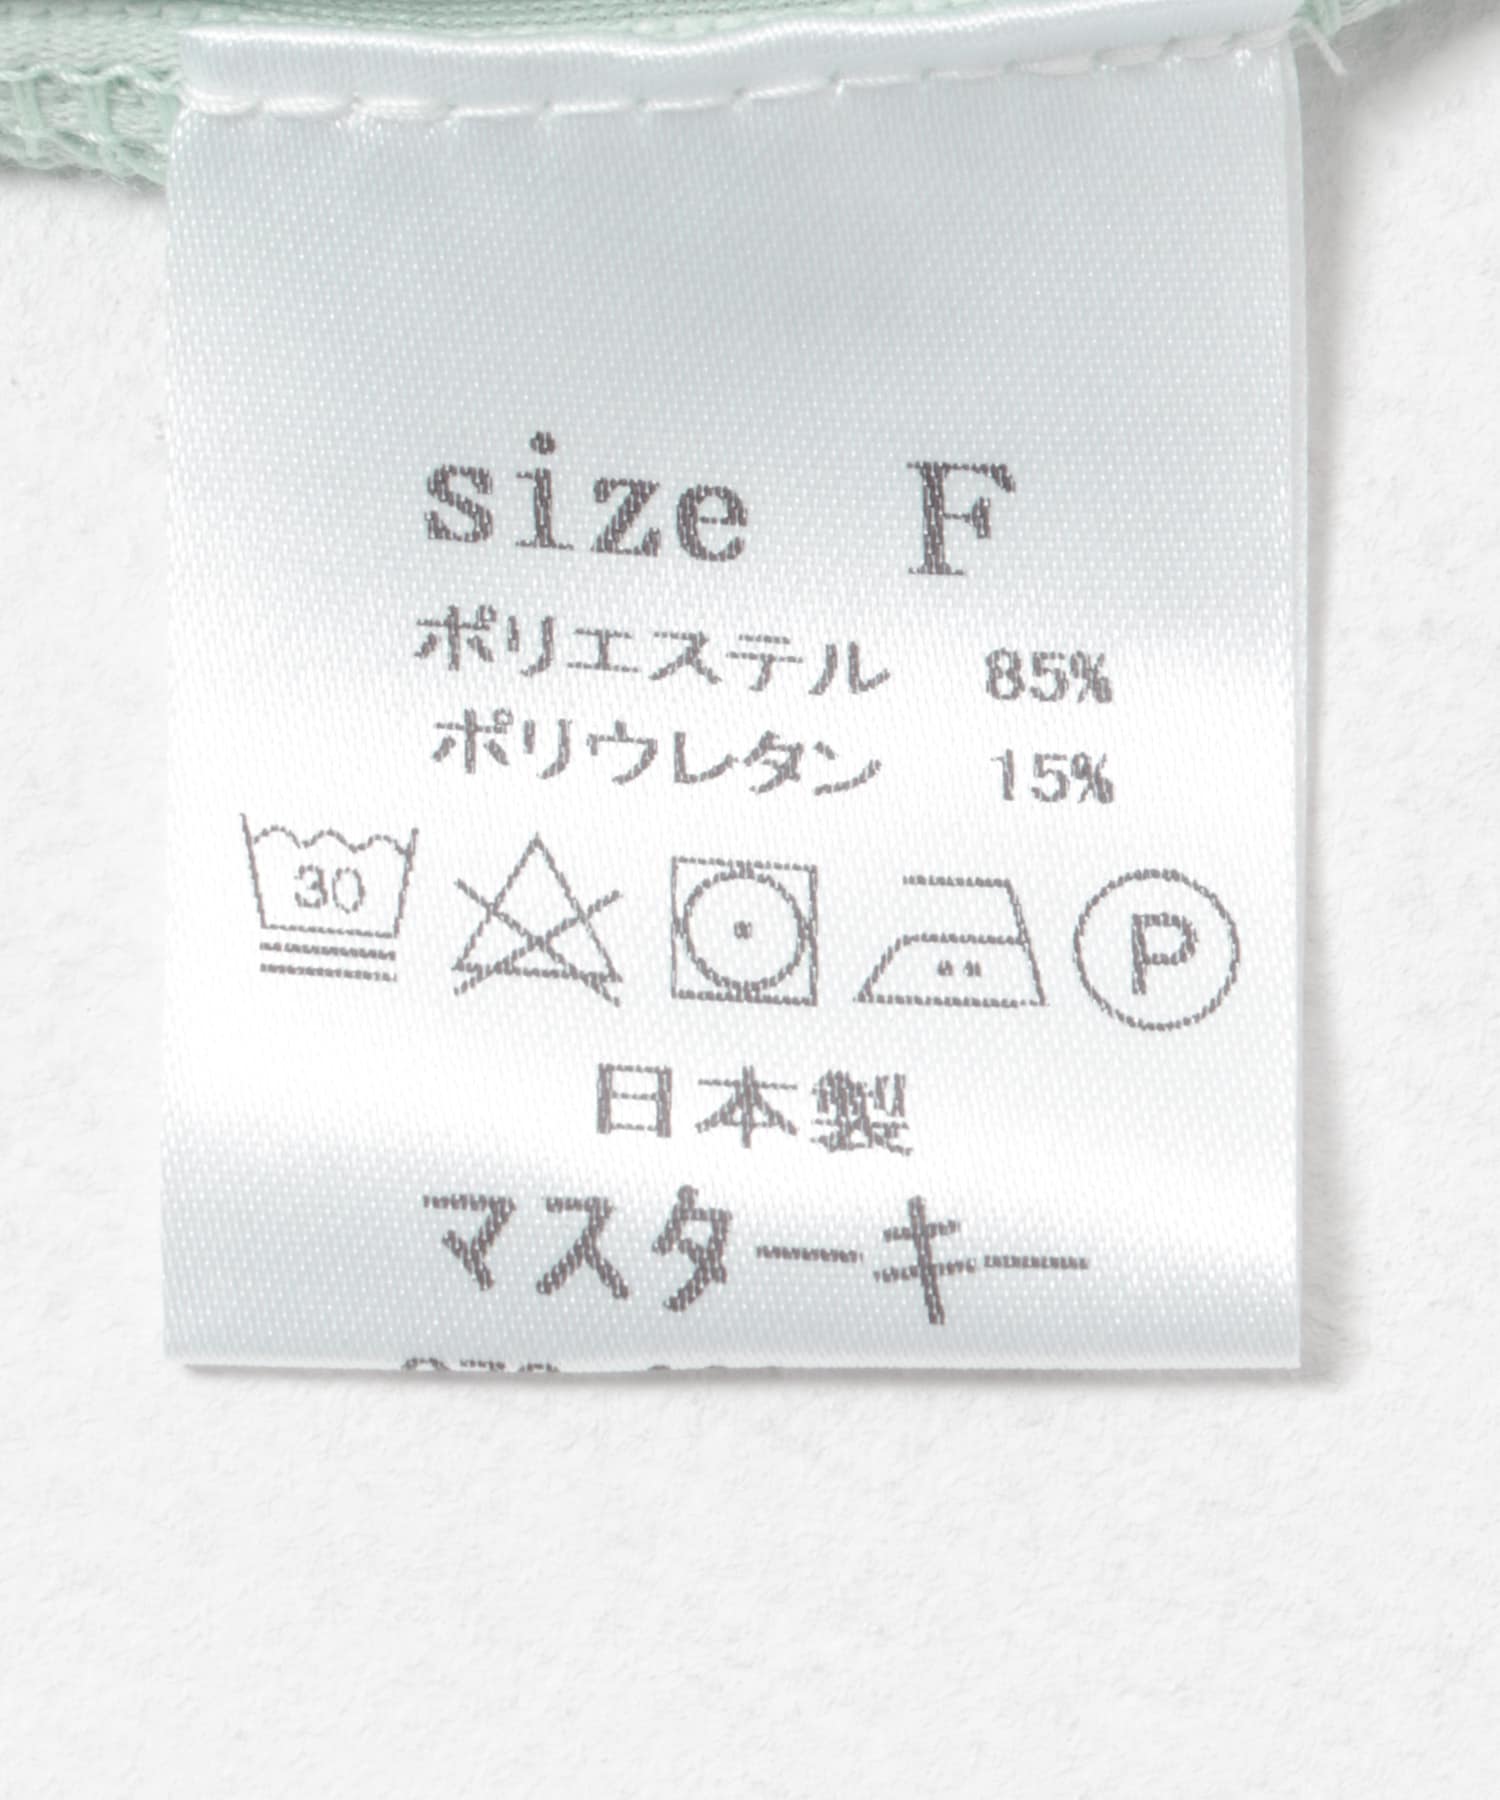 size F
ポリエステル 85%
ポリウレタン 15%
30 P
日本製
マスターキー